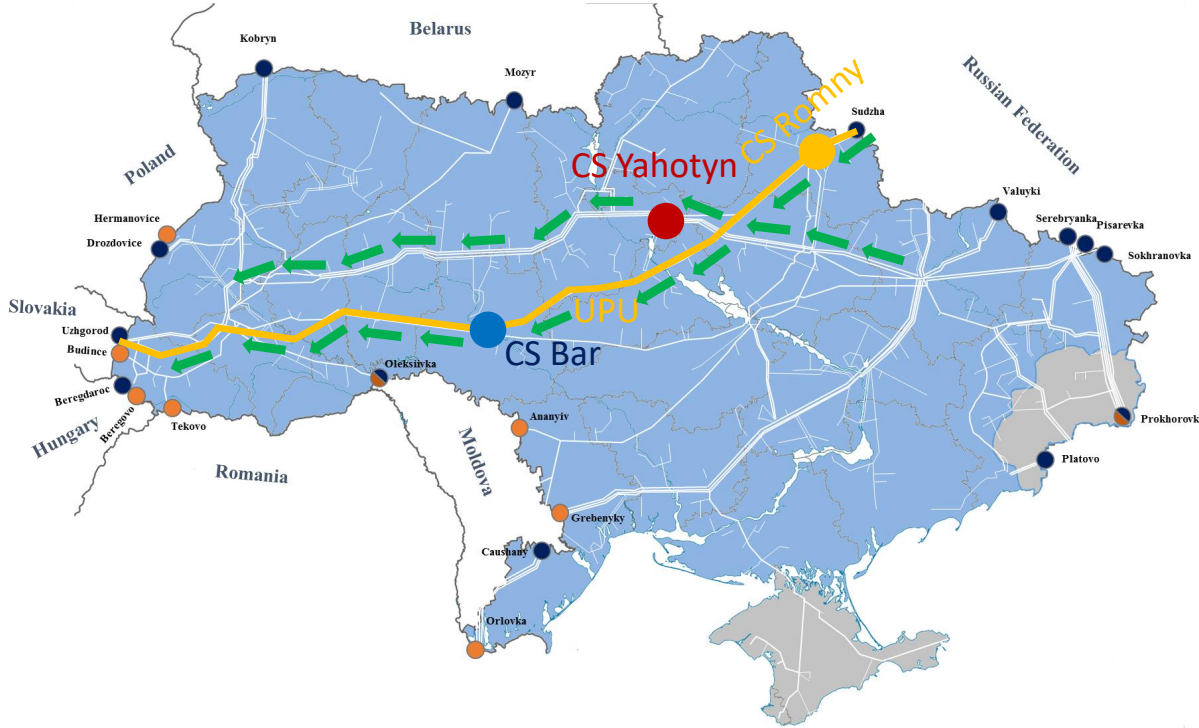 Belarus
Kobryn
Mozyr
Russian Federation
CS Romny
Sudzha
Poland
CS Yahotyn
Valuyki
Hermanovice
Serebryanka
Drozdovice
Pisarevka
Sokhranovka
Slovakia
UPU
Uzhgorod
Budince
CS Bar
Oleksiivka
Beregdaroc
Beregovo
Hungary
Tekovo
Ananyiv
Prokhorovk
Moldova
Platovo
Romania
Grebenyky
Caushany
Orlovka